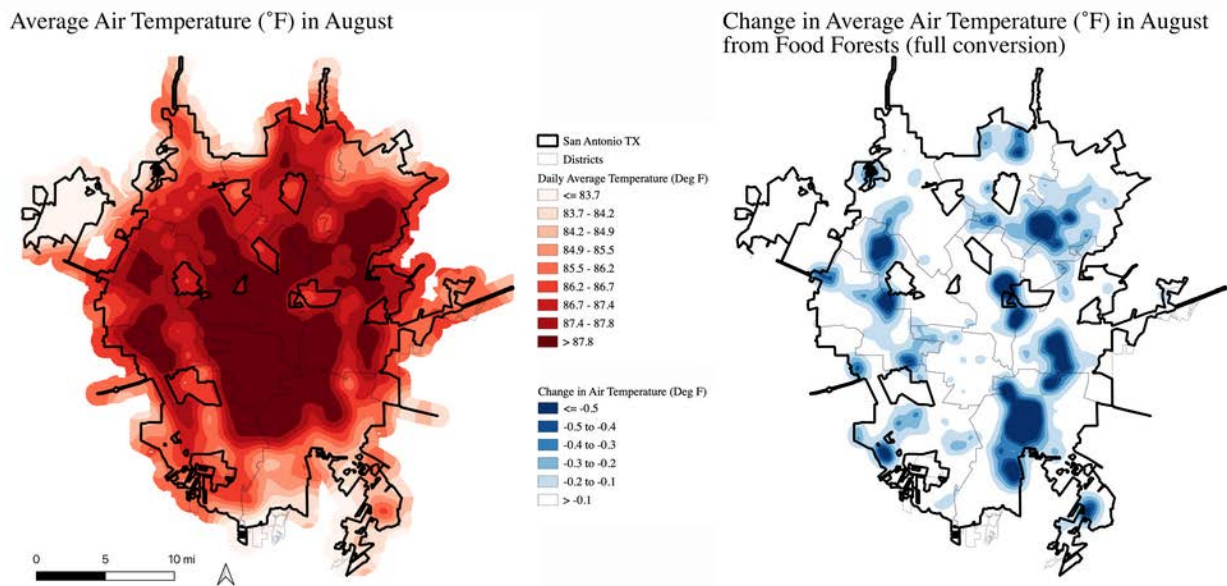 Average Air Temperature (˚F) in August
Change in Average Air Temperature (˚F) in August
from Food Forests (full conversion)
San Antonio TX
Districts
Daily Average Temperature (Deg F)
<= 83.7
83.7 - 84.2
84.2 - 84.9
84.9 - 85.5
85.5 - 86.2
86.2 - 86.7
86.7 - 87.4
87.4 - 87.8
> 87.8
Change in Air Temperature (Deg F)
<= -0.5
-0.5 to -0.4
-0.4 to -0.3
-0.3 to -0.2
-0.2 to -0.1
> -0.1
0 5 10 mi